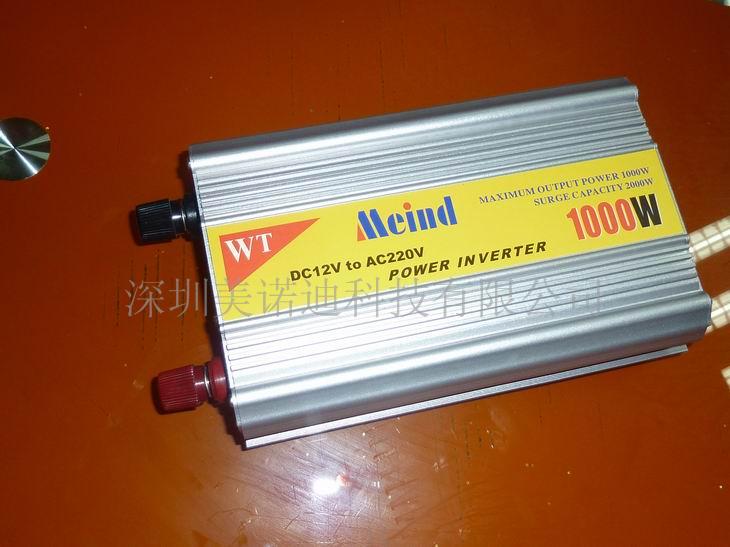 WT
Meind
MAXIMUM OUTPUT POWER 1000W
SURGE CAPACITY 2000W
1000W
DC12V to AC220V
POWER INVERTER
深圳美诺迪科技有限公司